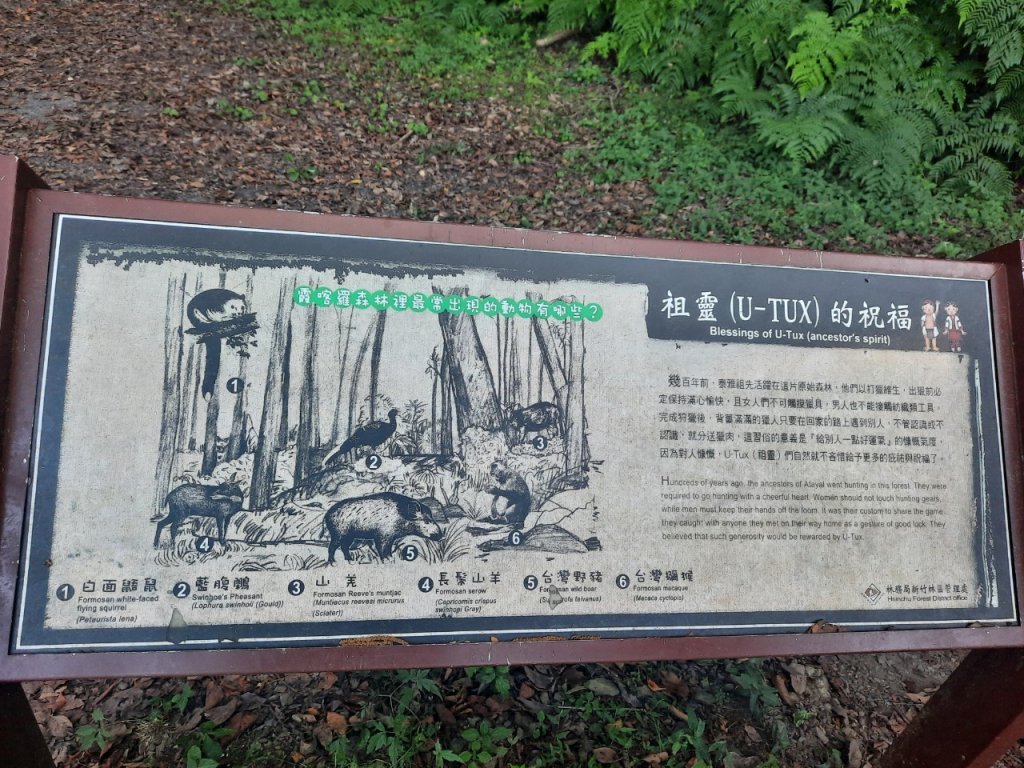 霞喀羅森林裡最常出現的動物有哪些？
1
2
3
4
5
6
1 白面鼯鼠
Formosan white-faced
flying squirrel
(Petaurista lena)
2 藍腹鷴
Swinhoe's Pheasant
(Lophura swinhoii (Gould))
3 山羌
Formosan Reeve's muntjac
(Muntiacus reevesi micrurus
(Sclater))
4 長鬃山羊
Formosan serow
(Capricornis crispus
swinhoei Gray)
5 台灣野豬
Formosan wild boar
scrofa taivanus)
6 台灣獼猴
Formosan macaque
(Macaca cyclopis)
祖靈(U-TUX)的祝福
Blessings of U-Tux (ancestor's spirit)
幾百年前，泰雅祖先活躍在這片原始森林，他們以打獵維生，出狩前必
定保持滿心愉快，且女人們不可觸摸獵具，男人也不能接觸紡織類工具，
完成狩獵後，背簍滿滿的獵人只要在回家的路上遇到別人，不管認識或不
認識，就分送獵肉，這習俗的意義是『給別人一點好運氣』的慷慨氣度，
因為對人慷慨，U-Tux（祖靈）們自然就不吝惜給予更多的庇祐與祝福了。
Hundreds of years ago, the ancestors of Atayal went hunting in this forest. They were
required to go hunting with a cheerful heart. Women should not touch hunting gears,
while men must keep their hands off the loom. It was their custom to share the game
they caught with anyone they met on their way home as a gesture of good luck. They
believed that such generosity would be rewarded by U-Tux.
林務局新竹林區管理處
Hsinchu Forest District office